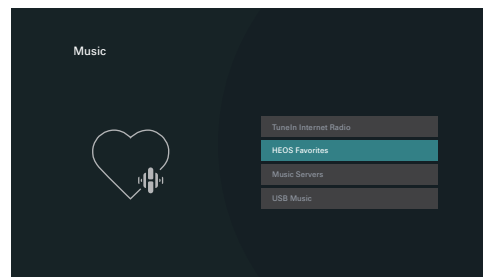 Music
TuneIn Internet Radio
HEOS Favorites
Music Servers
USB Music